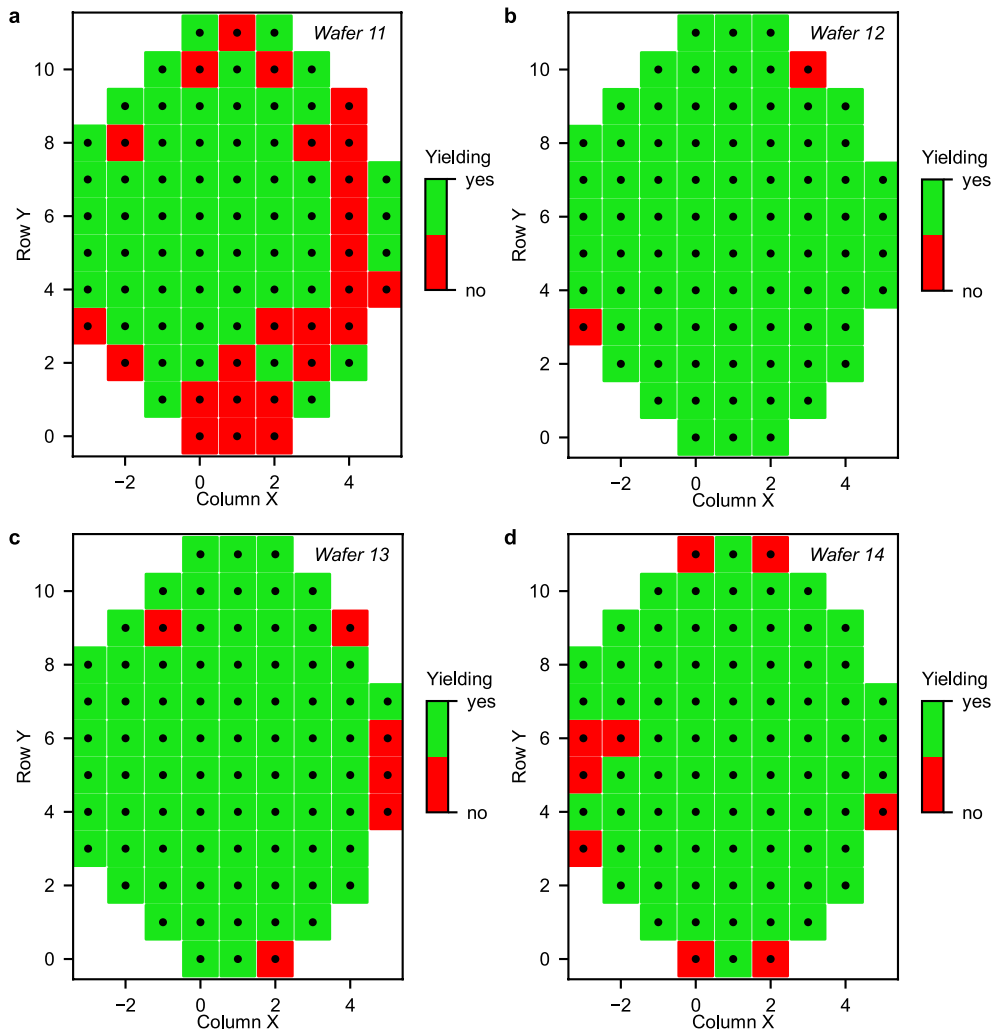 a
Wafer 11
10
8
6
4
2
0
Row Y
−2
0
2
4
Column X
Yielding
yes
no
b
Wafer 12
10
8
6
4
2
0
Row Y
−2
0
2
4
Column X
Yielding
yes
no
c
Wafer 13
10
8
6
4
2
0
Row Y
−2
0
2
4
Column X
Yielding
yes
no
d
Wafer 14
10
8
6
4
2
0
Row Y
−2
0
2
4
Column X
Yielding
yes
no